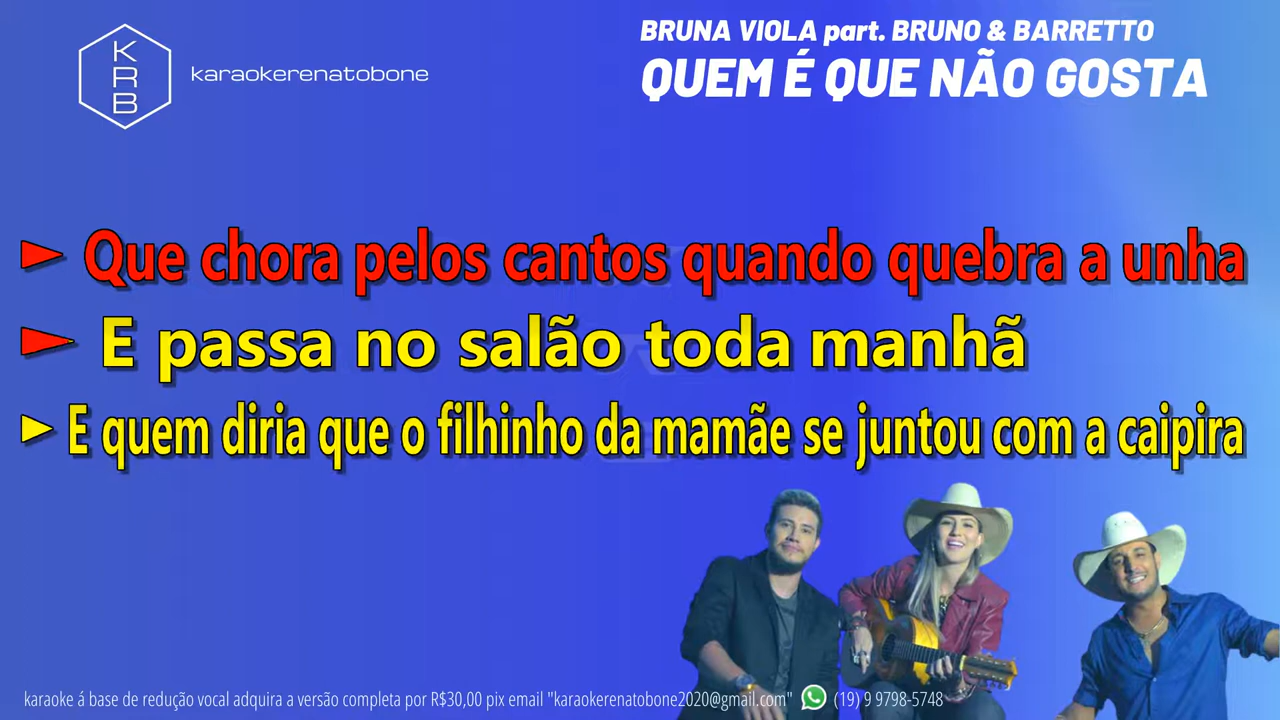 KRB
karaokerenatobone
BRUNA VIOLA part. BRUNO & BARRETTO
QUEM É QUE NÃO GOSTA
Que chora pelos cantos quando quebra a unha
E passa no salão toda manhã
E quem diria que o filhinho da mamãe se juntou com a caipira
karaoke á base de redução vocal adquira a versão completa por R$30,00 pix email "karaokerenatobone2020@gmail.com" (19) 9 9798-5748